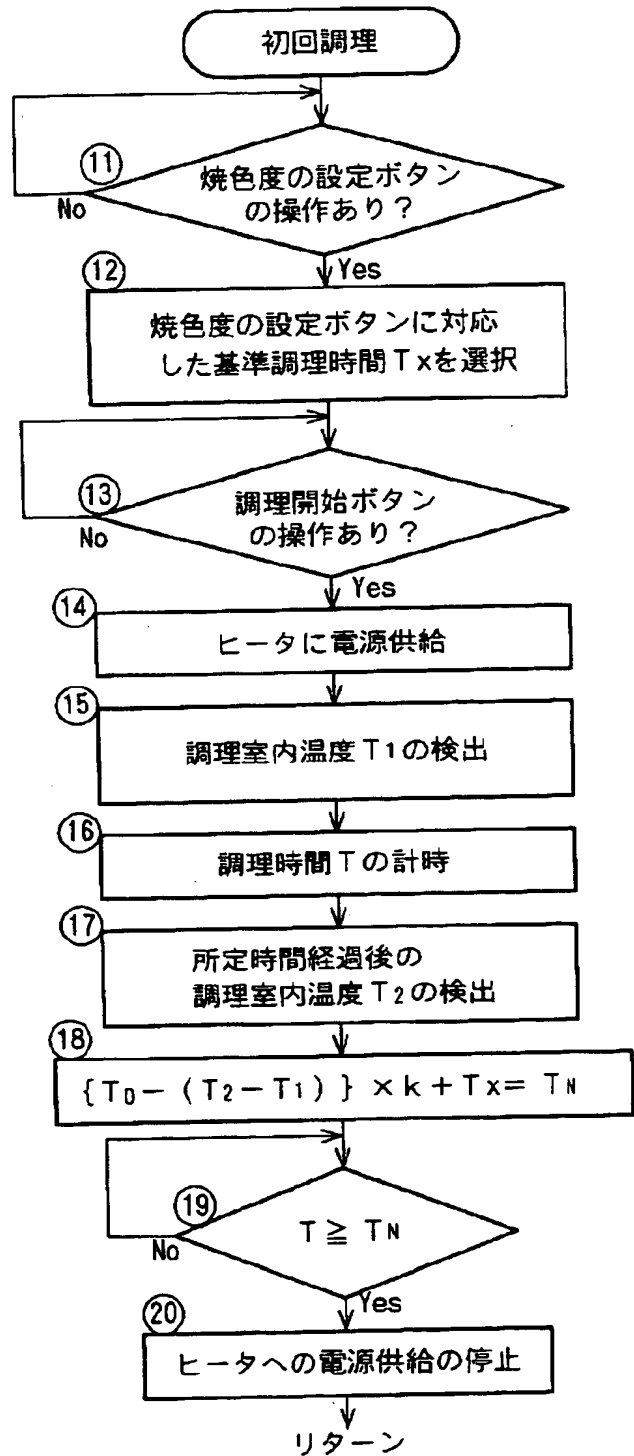 初回調理
⑪
焼色度の設定ボタン
の操作あり?
No
Yes
⑫
焼色度の設定ボタンに対応
した基準調理時間Txを選択
⑬
調理開始ボタン
の操作あり?
No
Yes
⑭
ヒータに電源供給
⑮
調理室内温度T1の検出
⑯
調理時間Tの計時
⑰
所定時間経過後の
調理室内温度T2の検出
⑱
{T0-(T2-T1)}×k+Tx=TN
⑲
T≧TN
No
Yes
⑳
ヒータへの電源供給の停止
リターン